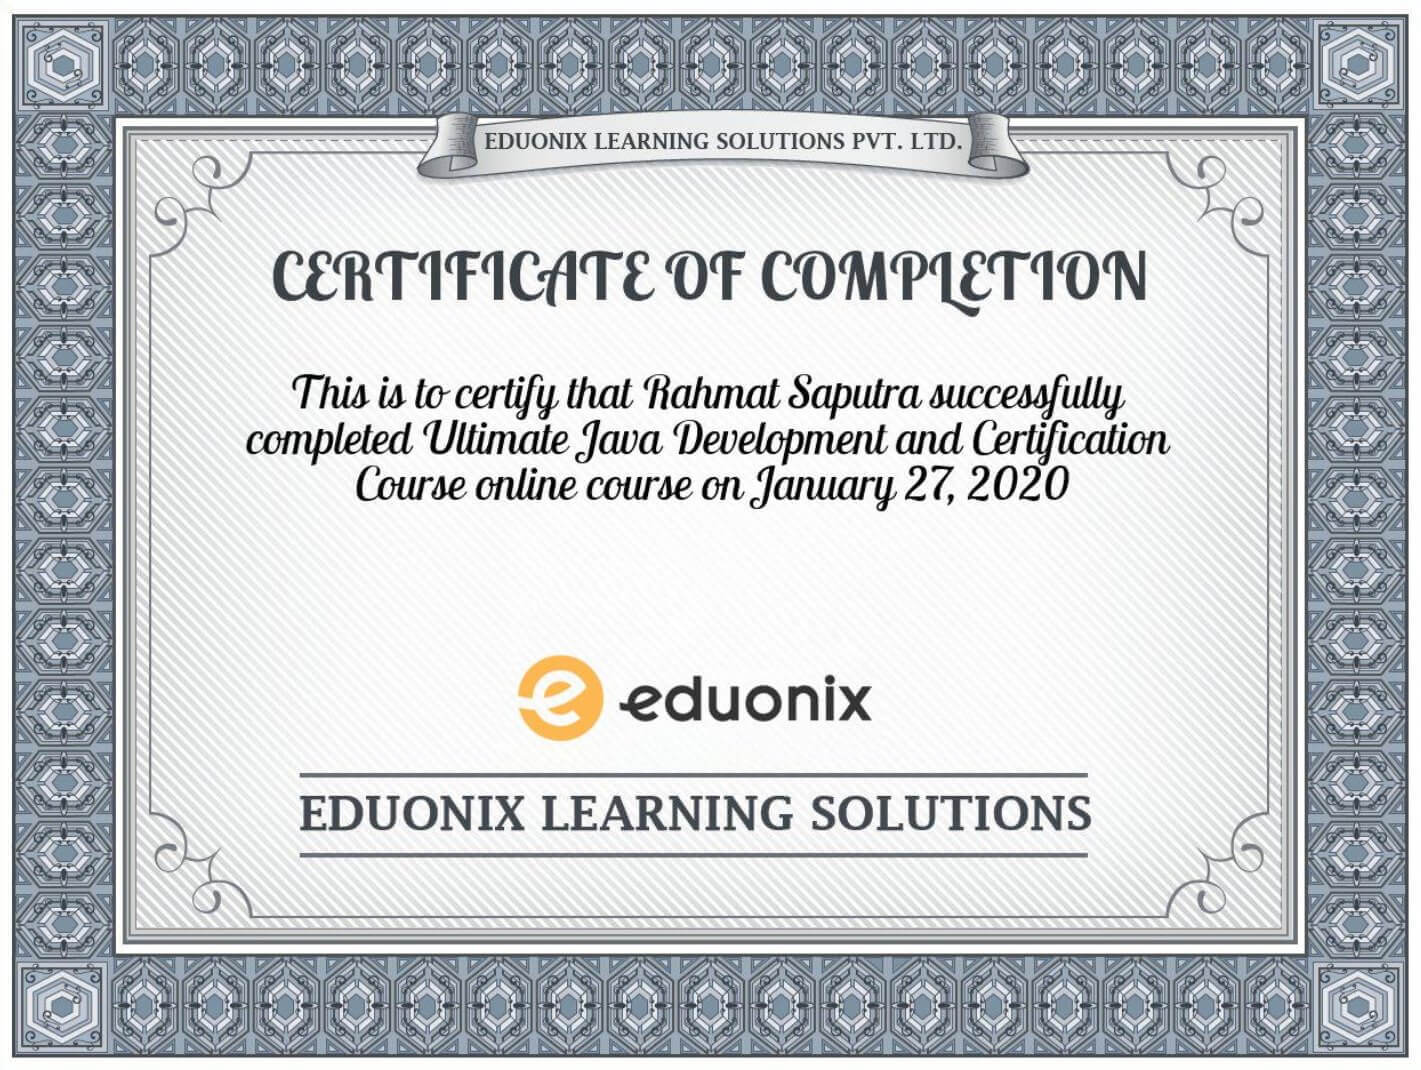 EDUONIX LEARNING SOLUTIONS PVT. LTD.
CERTIFICATE OF COMPLETION
This is to certify that Rahmat Saputra successfully
completed Ultimate Java Development and Certification
Course online course on January 27, 2020
eduonix
EDUONIX LEARNING SOLUTIONS